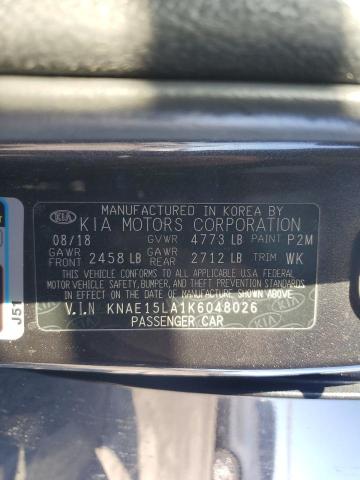 MANUFACTURED IN KOREA BY
KIA KIA MOTORS CORPORATION
08/18 GVWR 4773 LB PAINT P2M
GAWR FRONT 2458 LB GAWR REAR 2712 LB TRIM WK
THIS VEHICLE CONFORMS TO ALL APPLICABLE U.S. FEDERAL
MOTOR VEHICLE SAFETY, BUMPER, AND THEFT PREVENTION STANDARDS
IN EFFECT ON THE DATE OF MANUFACTURE SHOWN ABOVE.
V.I.N KNAE15LA1K6048026
PASSENGER CAR
J51